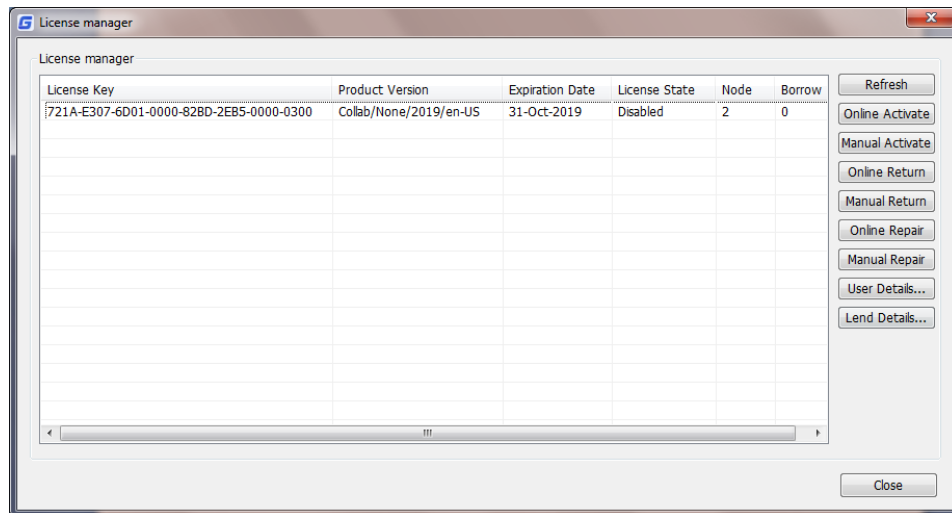 License manager
License manager
License Key Product Version Expiration Date License State Node Borrow
721A-E307-6D01-0000-82BD-2EB5-0000-0300 Collab/None/2019/en-US 31-Oct-2019 Disabled 2 0
Refresh
Online Activate
Manual Activate
Online Return
Manual Return
Online Repair
Manual Repair
User Details...
Lend Details...
Close